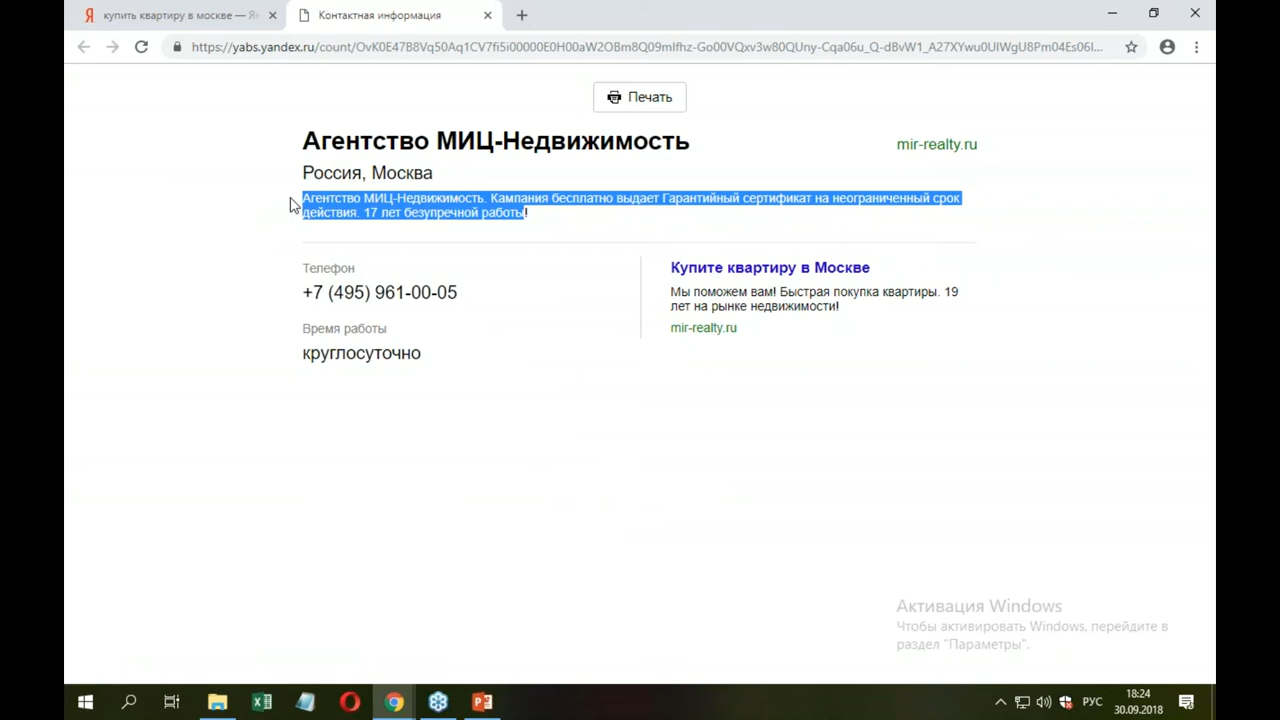 купить квартиру в москве — Ян
Контактная информация
https://yabs.yandex.ru/count/OvK0E47B8Vq50Aq1CV7fi5i00000E0H00aW2OBm8Q09mIfhz-Go00VQxv3w80QUny-Cqa06u_Q-dBvW1_A27XYwu0UIWgU8Pm04Es06I...
Печать
Агентство МИЦ-Недвижимость
mir-realty.ru
Россия, Москва
Агентство МИЦ-Недвижимость. Кампания бесплатно выдает Гарантийный сертификат на неограниченный срок
действия. 17 лет безупречной работы!
Телефон
+7 (495) 961-00-05
Время работы
круглосуточно
Купите квартиру в Москве
Мы поможем вам! Быстрая покупка квартиры. 19
лет на рынке недвижимости!
mir-realty.ru
Активация Windows
Чтобы активировать Windows, перейдите в
раздел "Параметры".
РУС
18:24
30.09.2018